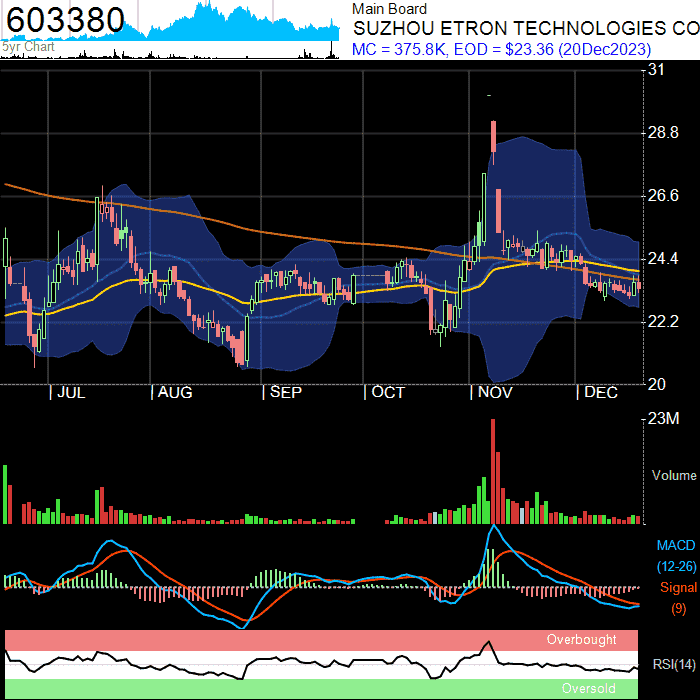 603380
5yr Chart
Main Board
SUZHOU ETRON TECHNOLOGIES CO
MC = 375.8K, EOD = $23.36 (20Dec2023)
31
28.8
26.6
24.4
22.2
20
| JUL | AUG | SEP | OCT | NOV | DEC
23M
Volume
MACD
(12-26)
Signal
(9)
Overbought
RSI(14)
Oversold